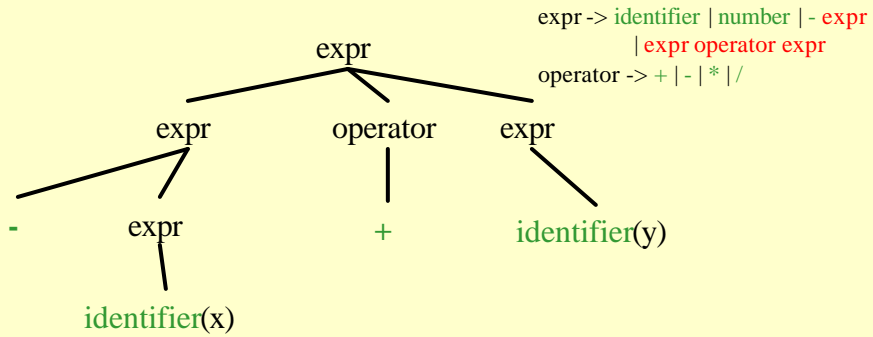 expr -> identifier | number | - expr
| expr operator expr
operator -> + | - | * | /
expr
expr operator expr
- expr + identifier(y)
identifier(x)